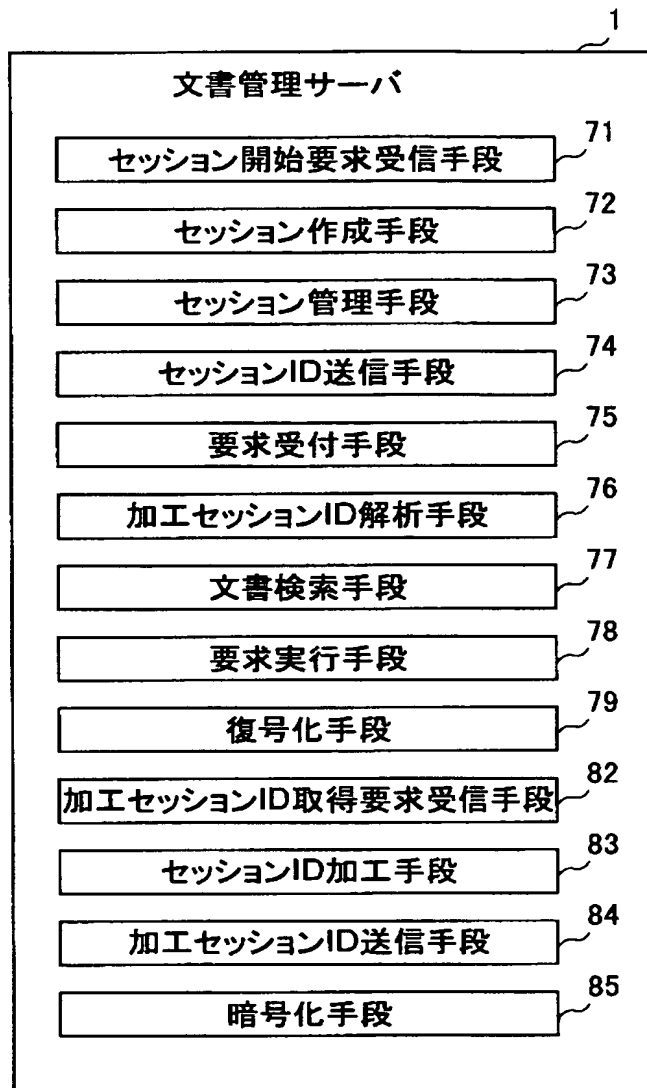 1
文書管理サーバ
71
セッション開始要求受信手段
72
セッション作成手段
73
セッション管理手段
74
セッションID送信手段
75
要求受付手段
76
加工セッションID解析手段
77
文書検索手段
78
要求実行手段
79
復号化手段
82
加工セッションID取得要求受信手段
83
セッションID加工手段
84
加工セッションID送信手段
85
暗号化手段